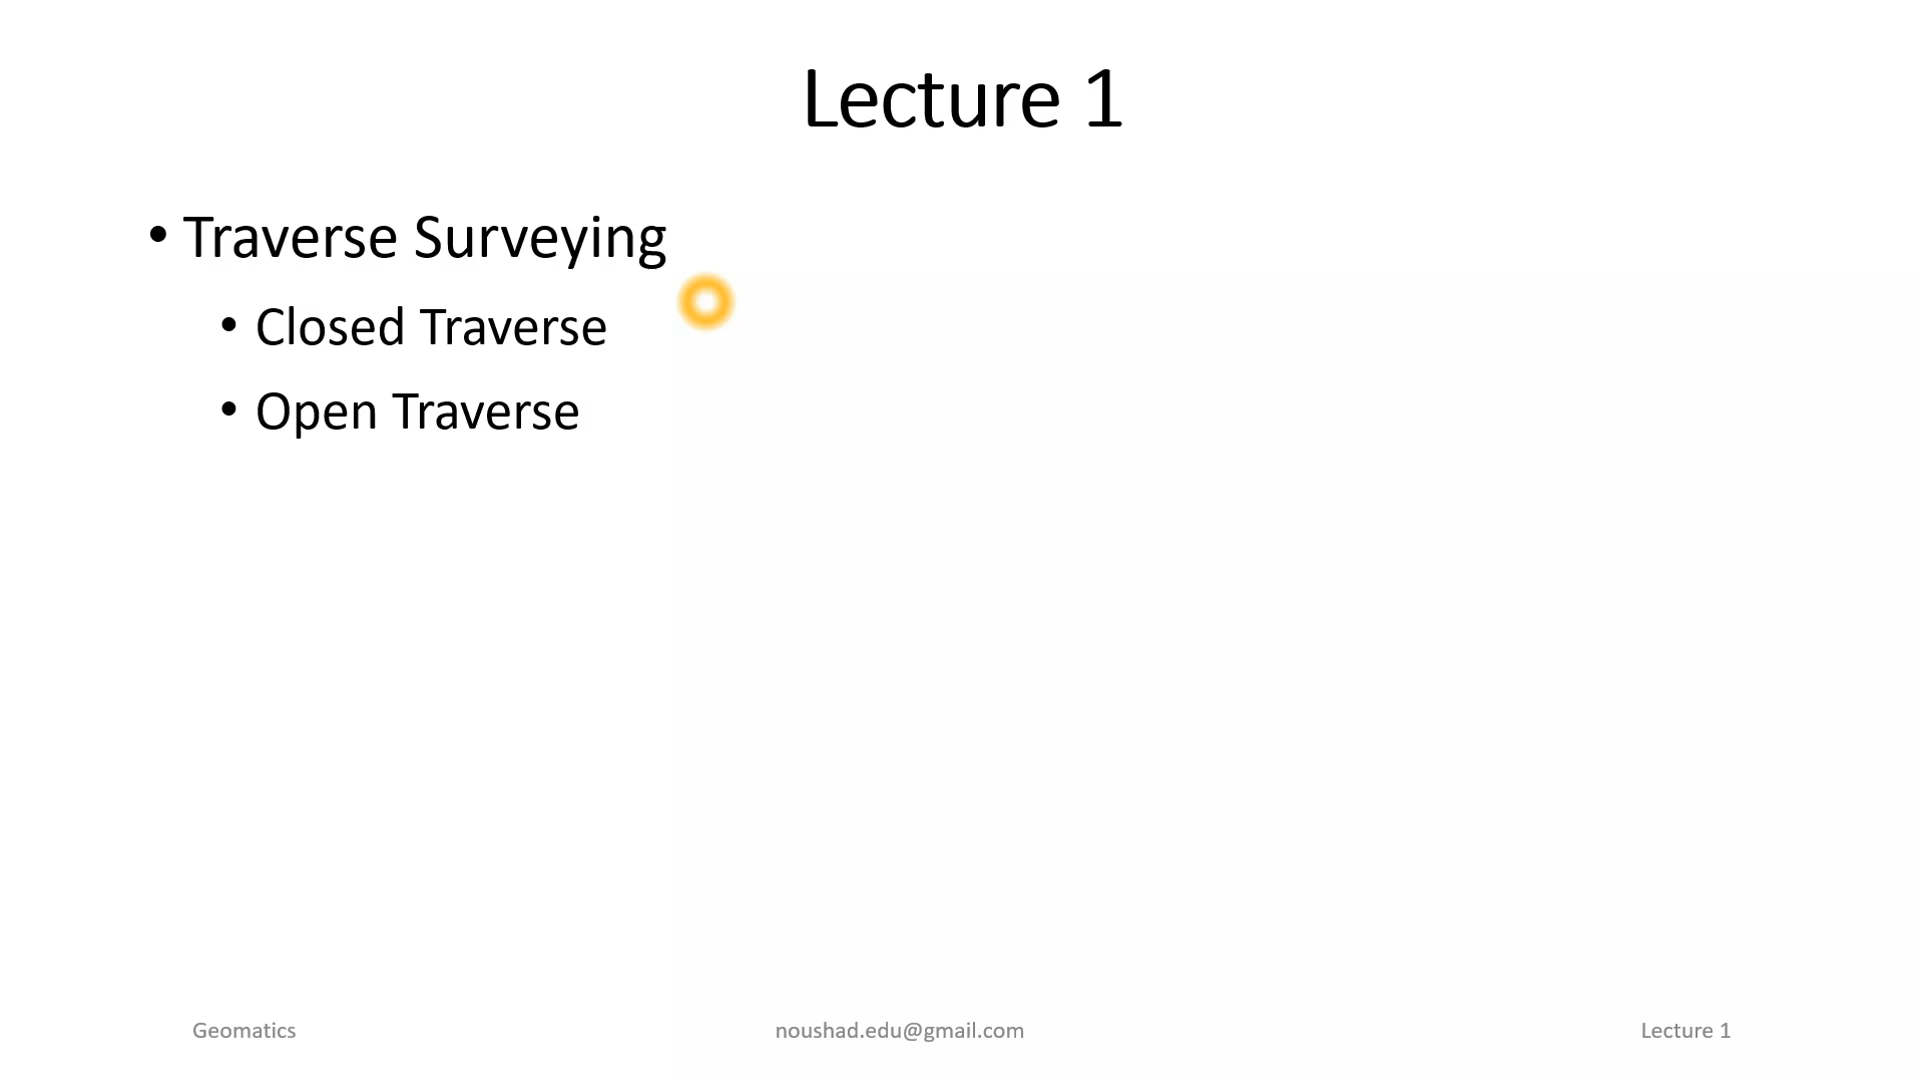 Lecture 1
• Traverse Surveying
• Closed Traverse
• Open Traverse
Geomatics
noushad.edu@gmail.com
Lecture 1